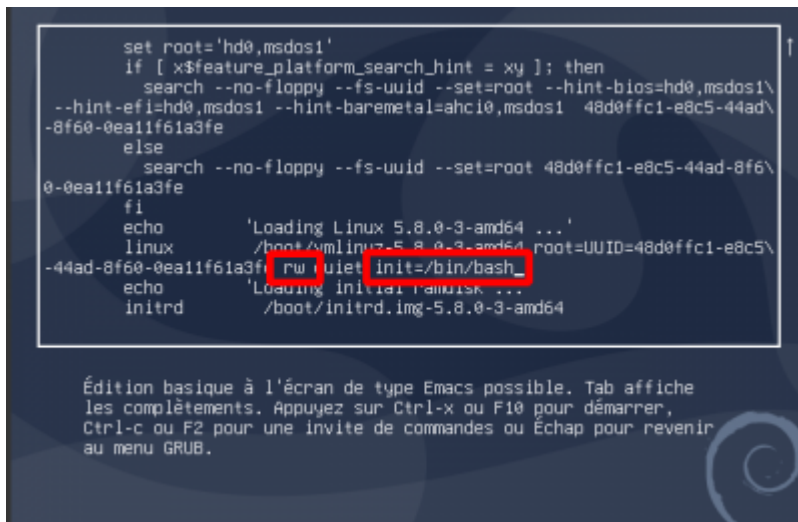 set root='hd0,msdos1'
if [ x$feature_platform_search_hint = xy ]; then
search --no-floppy --fs-uuid --set=root --hint-bios=hd0,msdos1\
--hint-efi=hd0,msdos1 --hint-baremetal=ahci0,msdos1 48d0ffc1-e8c5-44ad\
-8f60-0ea11f61a3fe
else
search --no-floppy --fs-uuid --set=root 48d0ffc1-e8c5-44ad-8f6\
0-0ea11f61a3fe
fi
echo 'Loading Linux 5.8.0-3-amd64 ...'
linux /boot/vmlinuz-5.8.0-3-amd64 root=UUID=48d0ffc1-e8c5\
-44ad-8f60-0ea11f61a3fe rw quiet init=/bin/bash_
echo 'Loading initial ramdisk ...'
initrd /boot/initrd.img-5.8.0-3-amd64
Édition basique à l'écran de type Emacs possible. Tab affiche
les complètements. Appuyez sur Ctrl-x ou F10 pour démarrer,
Ctrl-c ou F2 pour une invite de commandes ou Échap pour revenir
au menu GRUB.